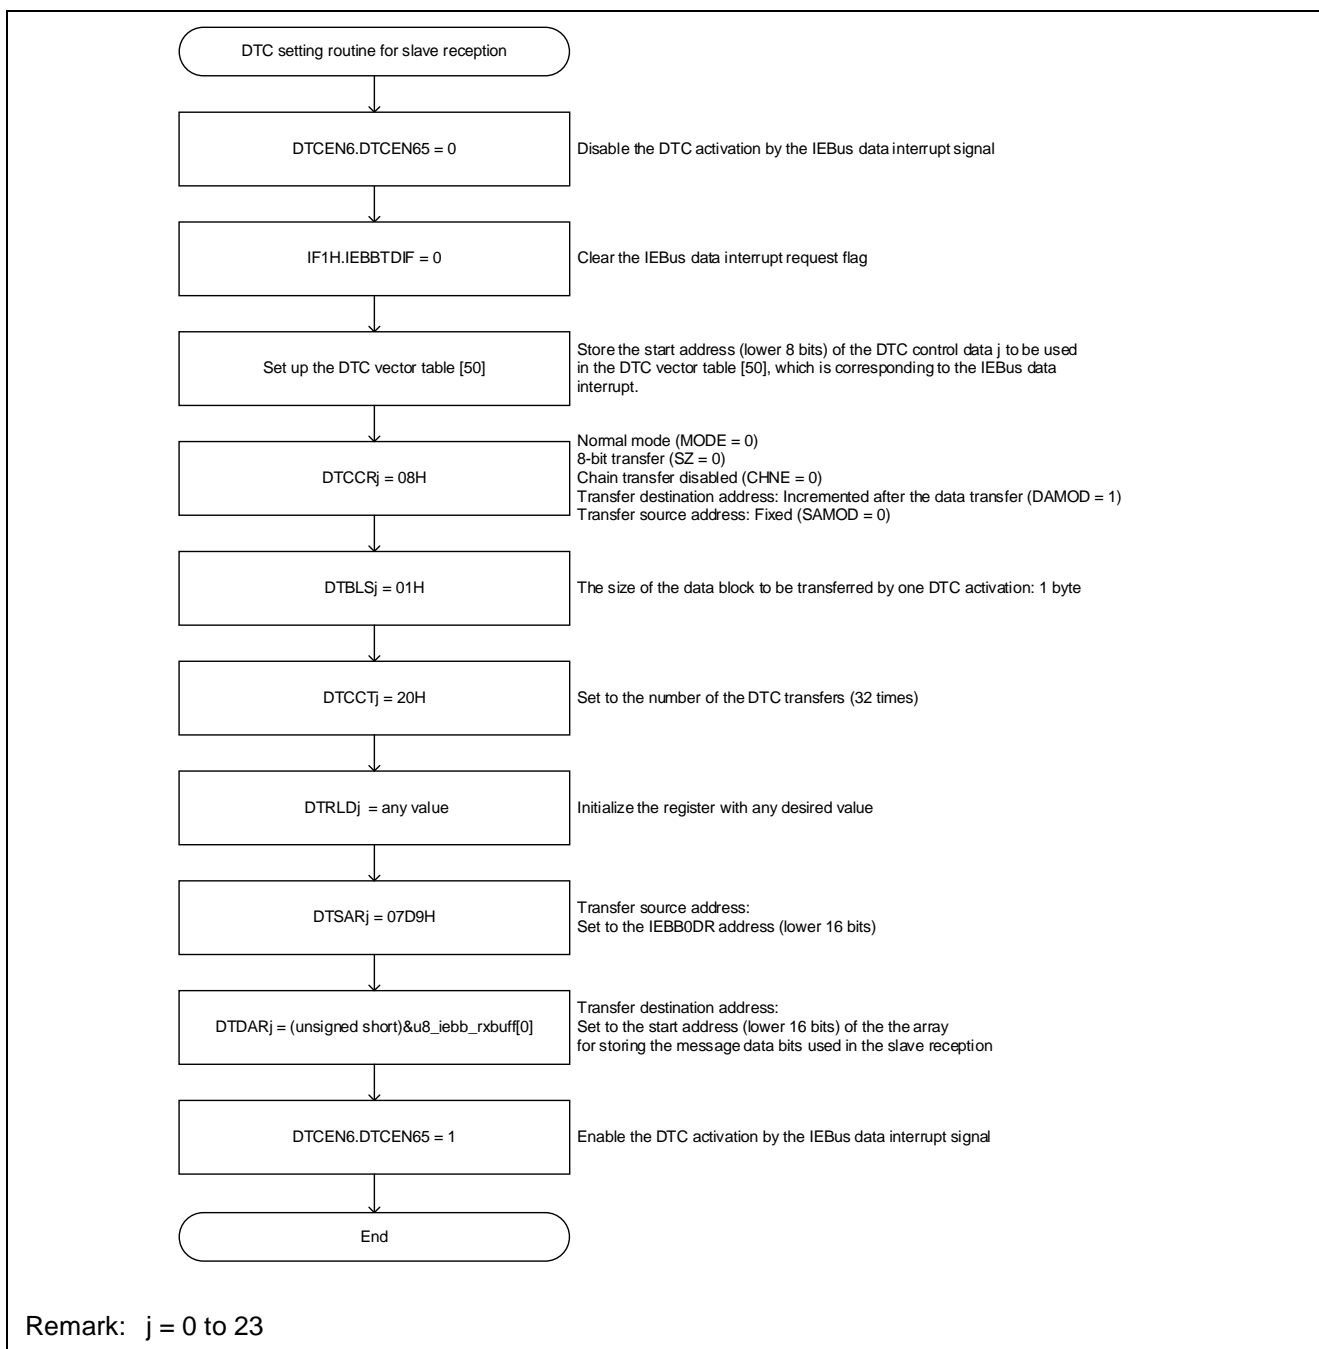 DTC setting routine for slave reception
DTCEN6.DTCEN65 = 0
Disable the DTC activation by the IEBus data interrupt signal
IF1H.IEBBTDIF = 0
Clear the IEBus data interrupt request flag
Set up the DTC vector table [50]
Store the start address (lower 8 bits) of the DTC control data j to be used
in the DTC vector table [50], which is corresponding to the IEBus data
interrupt.
DTCCRj = 08H
Normal mode (MODE = 0)
8-bit transfer (SZ = 0)
Chain transfer disabled (CHNE = 0)
Transfer destination address: Incremented after the data transfer (DAMOD = 1)
Transfer source address: Fixed (SAMOD = 0)
DTBLSj = 01H
The size of the data block to be transferred by one DTC activation: 1 byte
DTCCTj = 20H
Set to the number of the DTC transfers (32 times)
DTRLDj = any value
Initialize the register with any desired value
DTSARj = 07D9H
Transfer source address:
Set to the IEBB0DR address (lower 16 bits)
DTDARj = (unsigned short)&u8_iebb_rxbuff[0]
Transfer destination address:
Set to the start address (lower 16 bits) of the the array
for storing the message data bits used in the slave reception
DTCEN6.DTCEN65 = 1
Enable the DTC activation by the IEBus data interrupt signal
End
Remark: j = 0 to 23